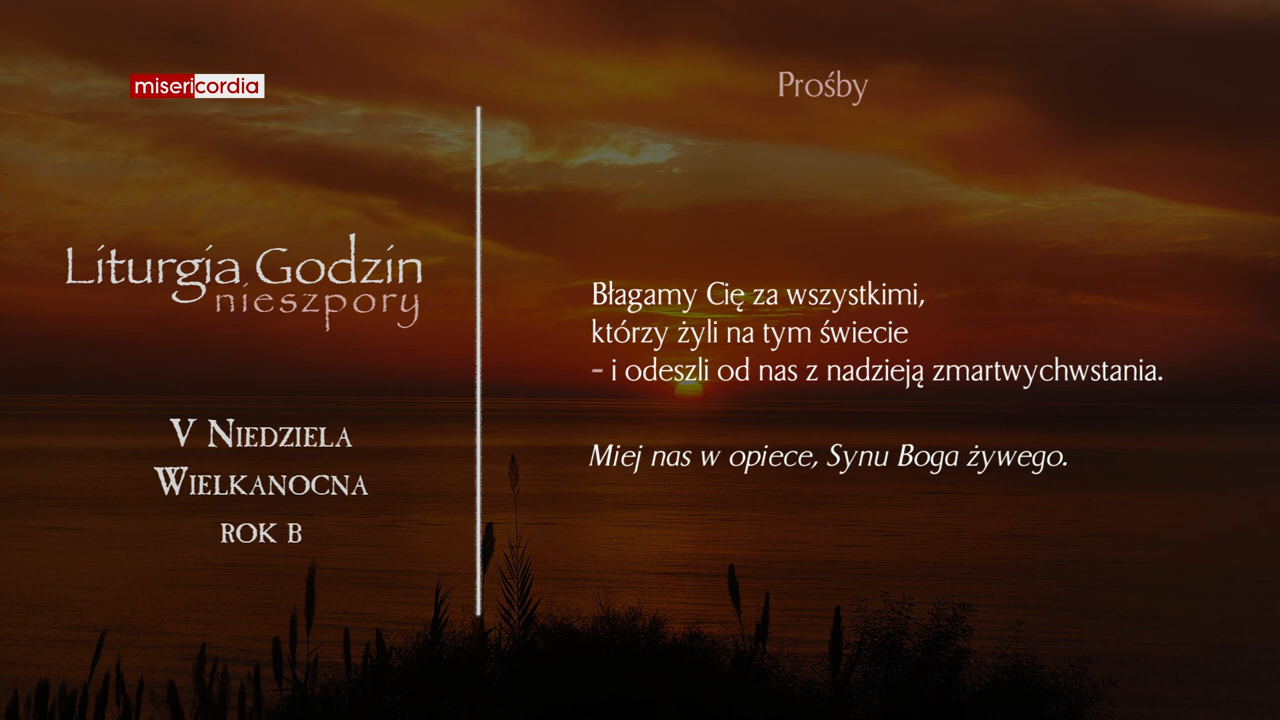 misericordia
Liturgia Godzin
nieszpory
V Niedziela
Wielkanocna
rok B
Prośby
Błagamy Cię za wszystkimi,
którzy żyli na tym świecie
- i odeszli od nas z nadzieją zmartwychwstania.
Miej nas w opiece, Synu Boga żywego.